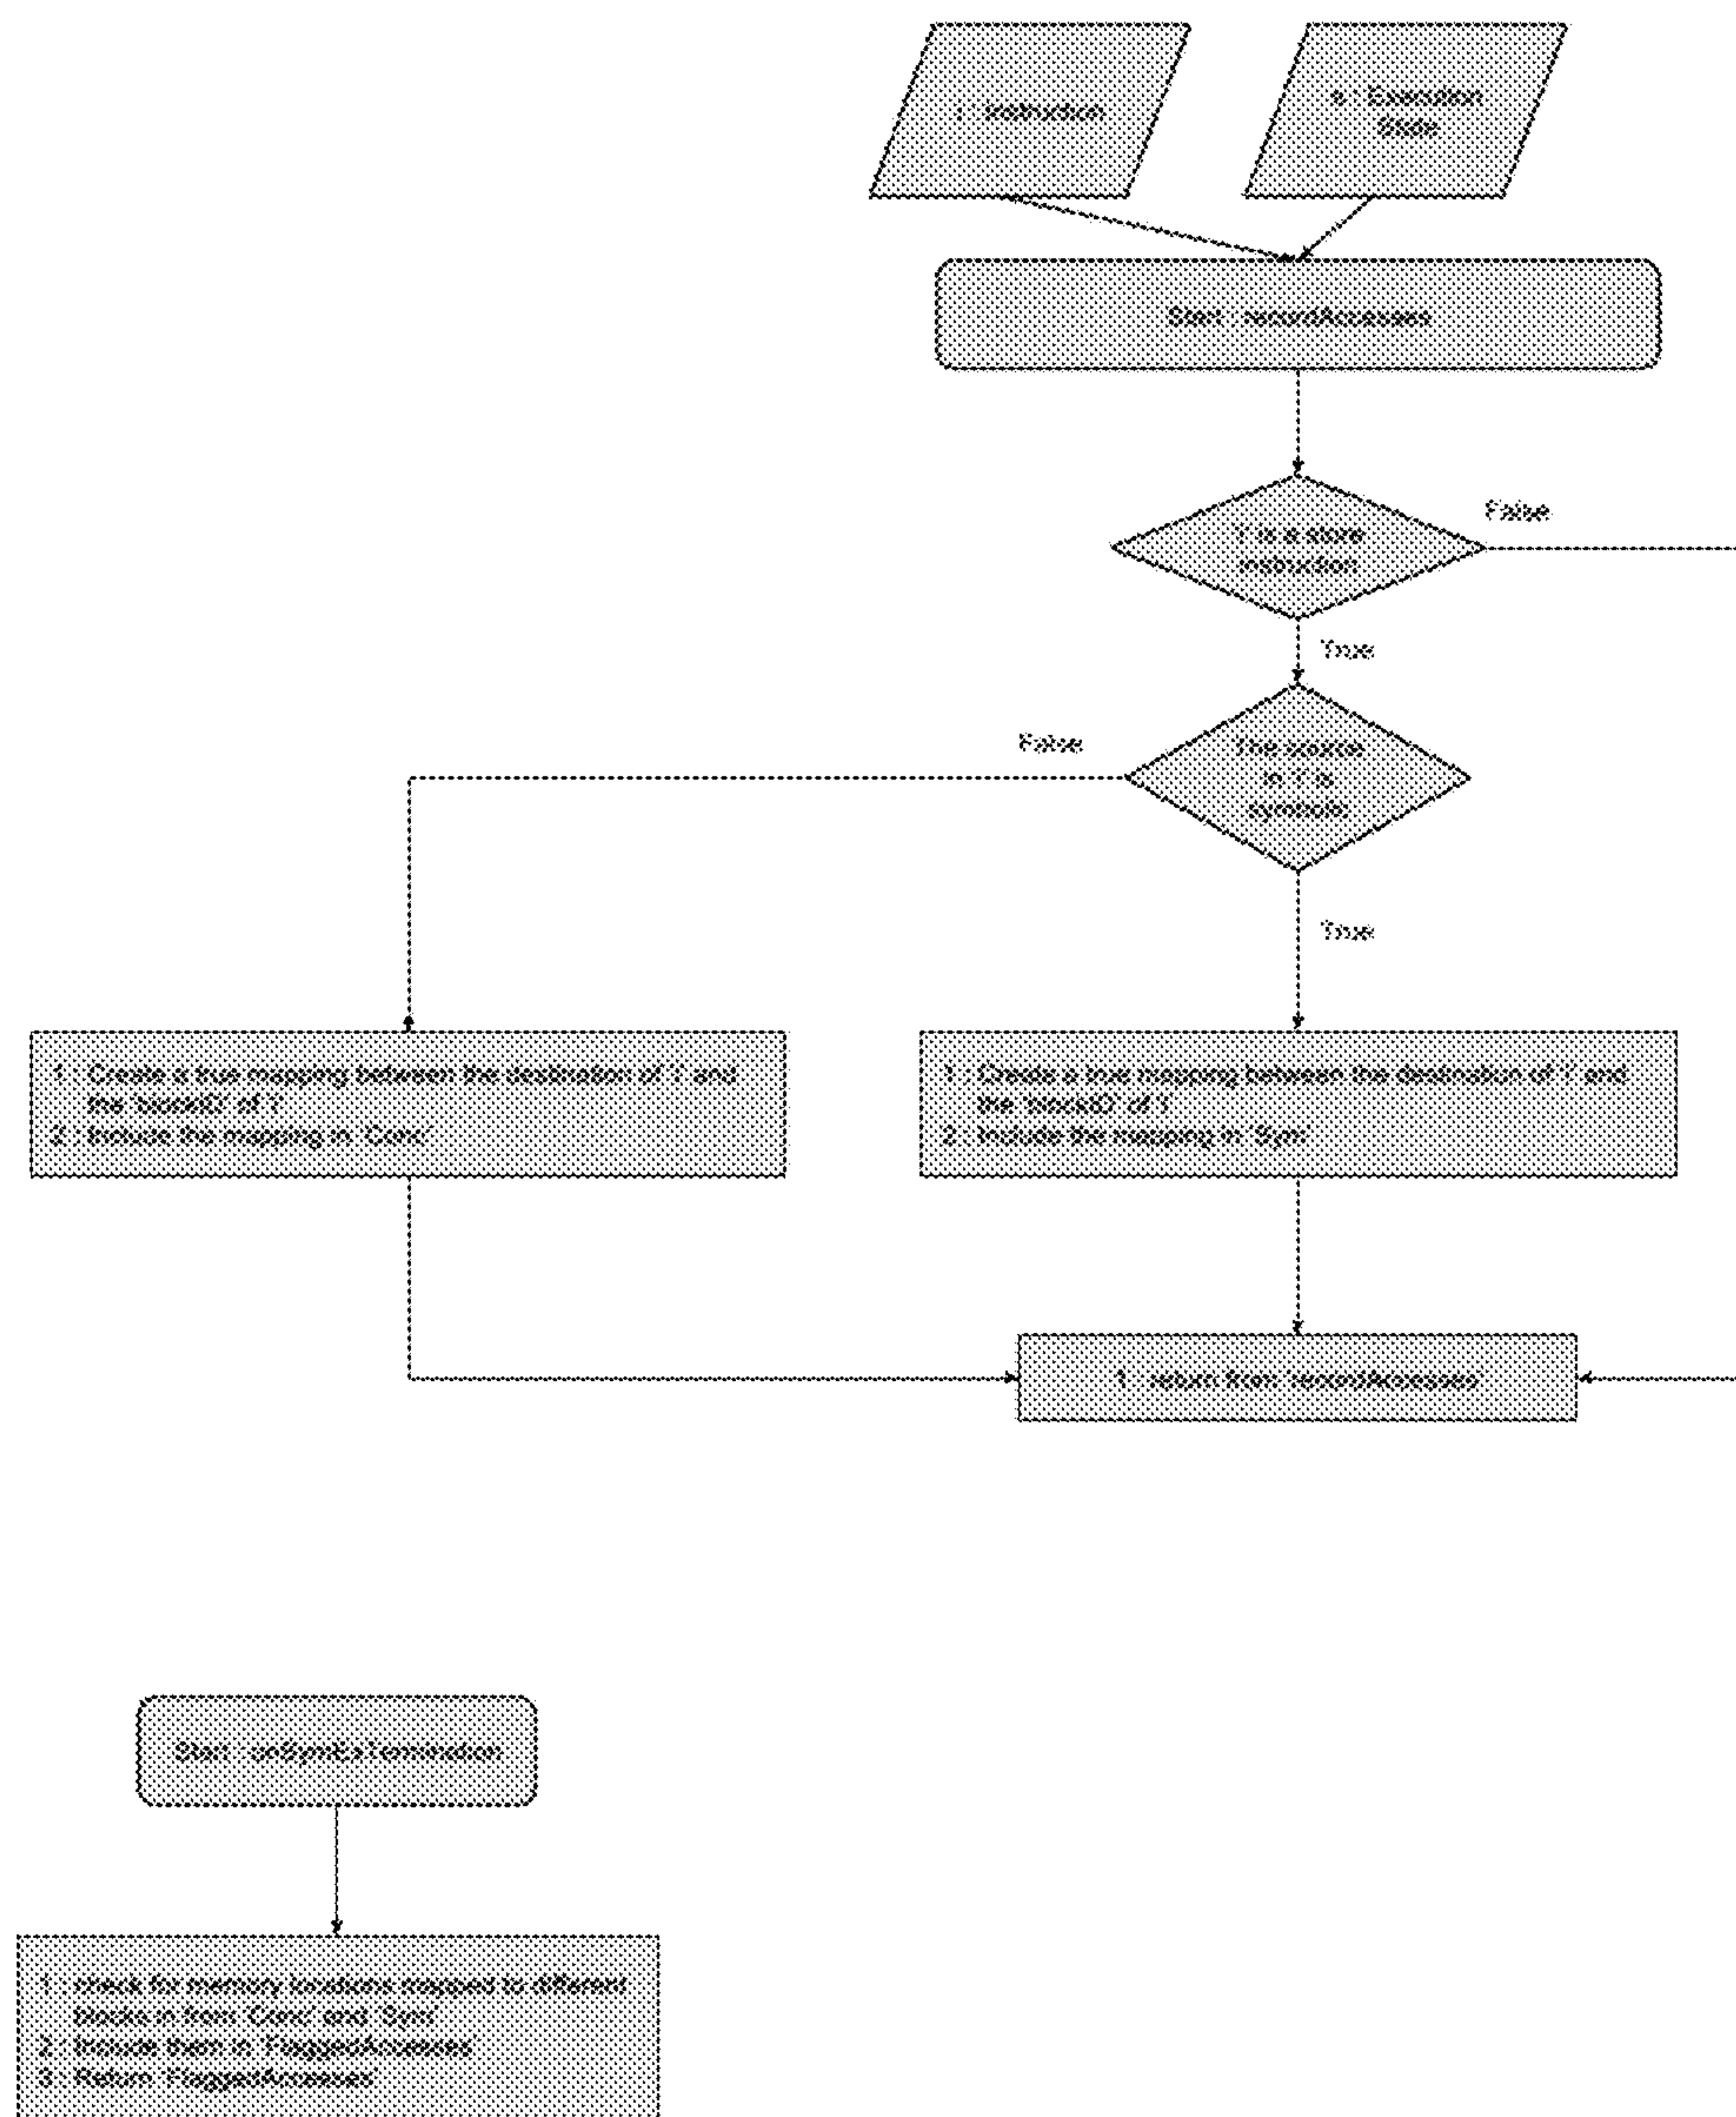 i : Instruction
e : Execution
State
Start : recordAccesses
'i' is a store
instruction
False
True
The source
in 'i' is
symbolic
False
True
1 : Create a true mapping between the destination of 'i' and
the 'blockID' of 'i'
2 : Include the mapping in 'Conc'
1 : Create a true mapping between the destination of 'i' and
the 'blockID' of 'i'
2 : Include the mapping in 'Sym'
1 : return from 'recordAccesses'
Start : onSymExTermination
1 : check for memory locations mapped to different
blocks in from 'Conc' and 'Sym'
2 : Include them in 'FlaggedAccesses'
3 : Return 'FlaggedAccesses'